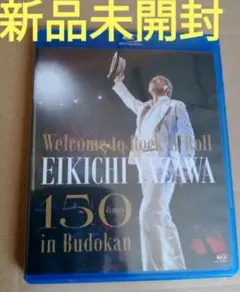 新品未開封
Welcome to Rock'n'Roll
EIKICHI YAZAWA
150 times
in Budokan